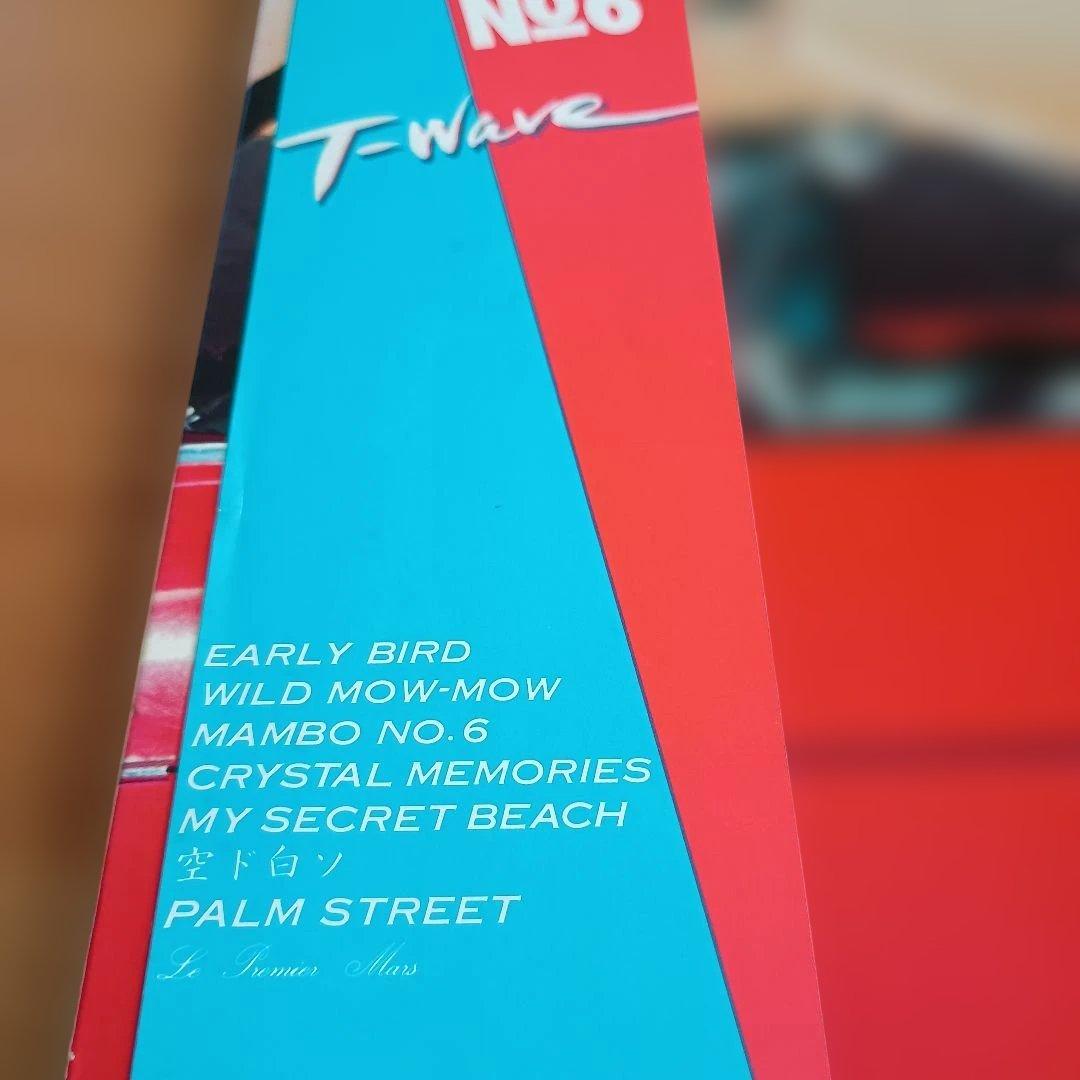 No6
T-Wave
EARLY BIRD
WILD MOW-MOW
MAMBO NO.6
CRYSTAL MEMORIES
MY SECRET BEACH
空ド白ソ
PALM STREET
Le Premier Mars